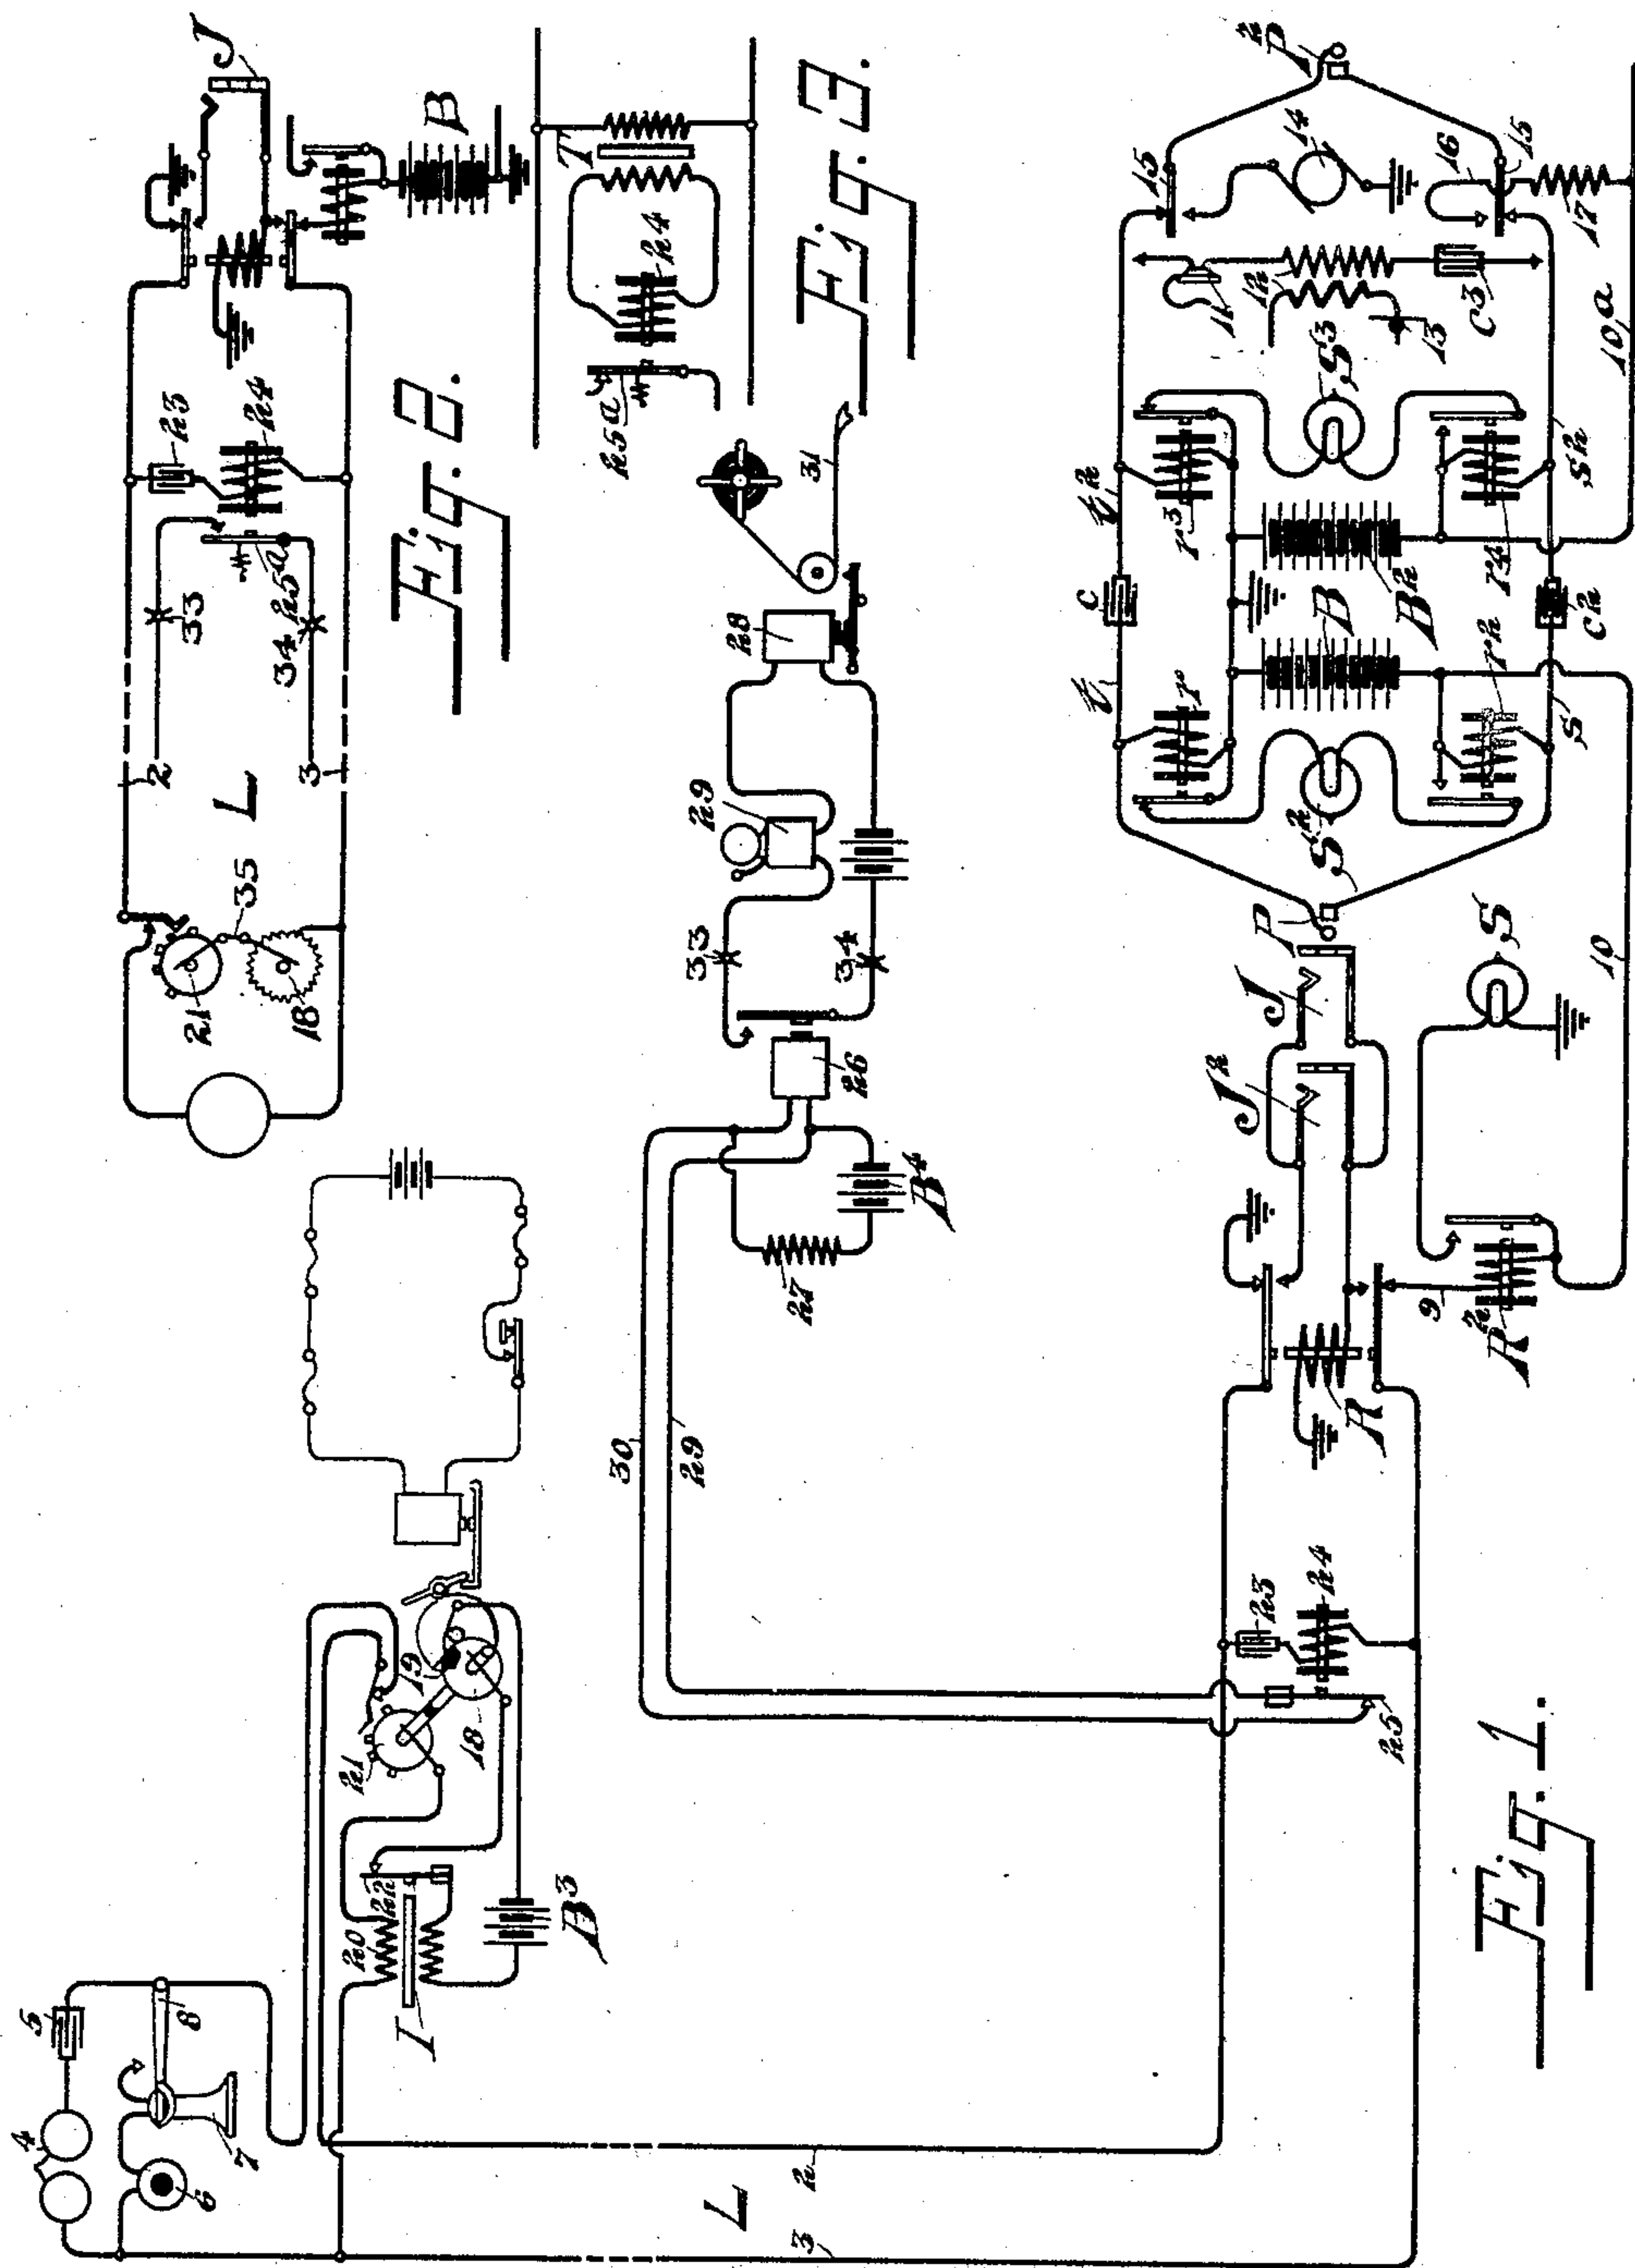 Fig. 1.
4
5
6
7
8
I
20
22
B3
21
19
18
L
2
3
30
29
27
B4
26
33
34
29
28
31
23
24
25
R
9
R2
10
S
J2
J
P
t
C
t2
r
r3
S2
B
B2
S3
r2
r4
s
C2
s2
11
12
13
C3
14
15
16
15
17
10a
P2
Fig. 2.
21
18
35
L
2
3
33
34
25a
23
24
B
J
Fig. 3.
T
24
25a